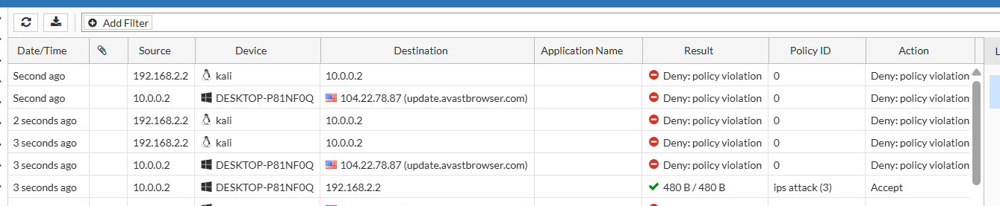 Add Filter
Date/Time Source Device Destination Application Name Result Policy ID Action L
Second ago 192.168.2.2 kali 10.0.0.2 Deny: policy violation 0 Deny: policy violation
Second ago 10.0.0.2 DESKTOP-P81NF0Q 104.22.78.87 (update.avastbrowser.com) Deny: policy violation 0 Deny: policy violation
2 seconds ago 192.168.2.2 kali 10.0.0.2 Deny: policy violation 0 Deny: policy violation
3 seconds ago 192.168.2.2 kali 10.0.0.2 Deny: policy violation 0 Deny: policy violation
3 seconds ago 10.0.0.2 DESKTOP-P81NF0Q 104.22.78.87 (update.avastbrowser.com) Deny: policy violation 0 Deny: policy violation
3 seconds ago 10.0.0.2 DESKTOP-P81NF0Q 192.168.2.2 480 B / 480 B ips attack (3) Accept